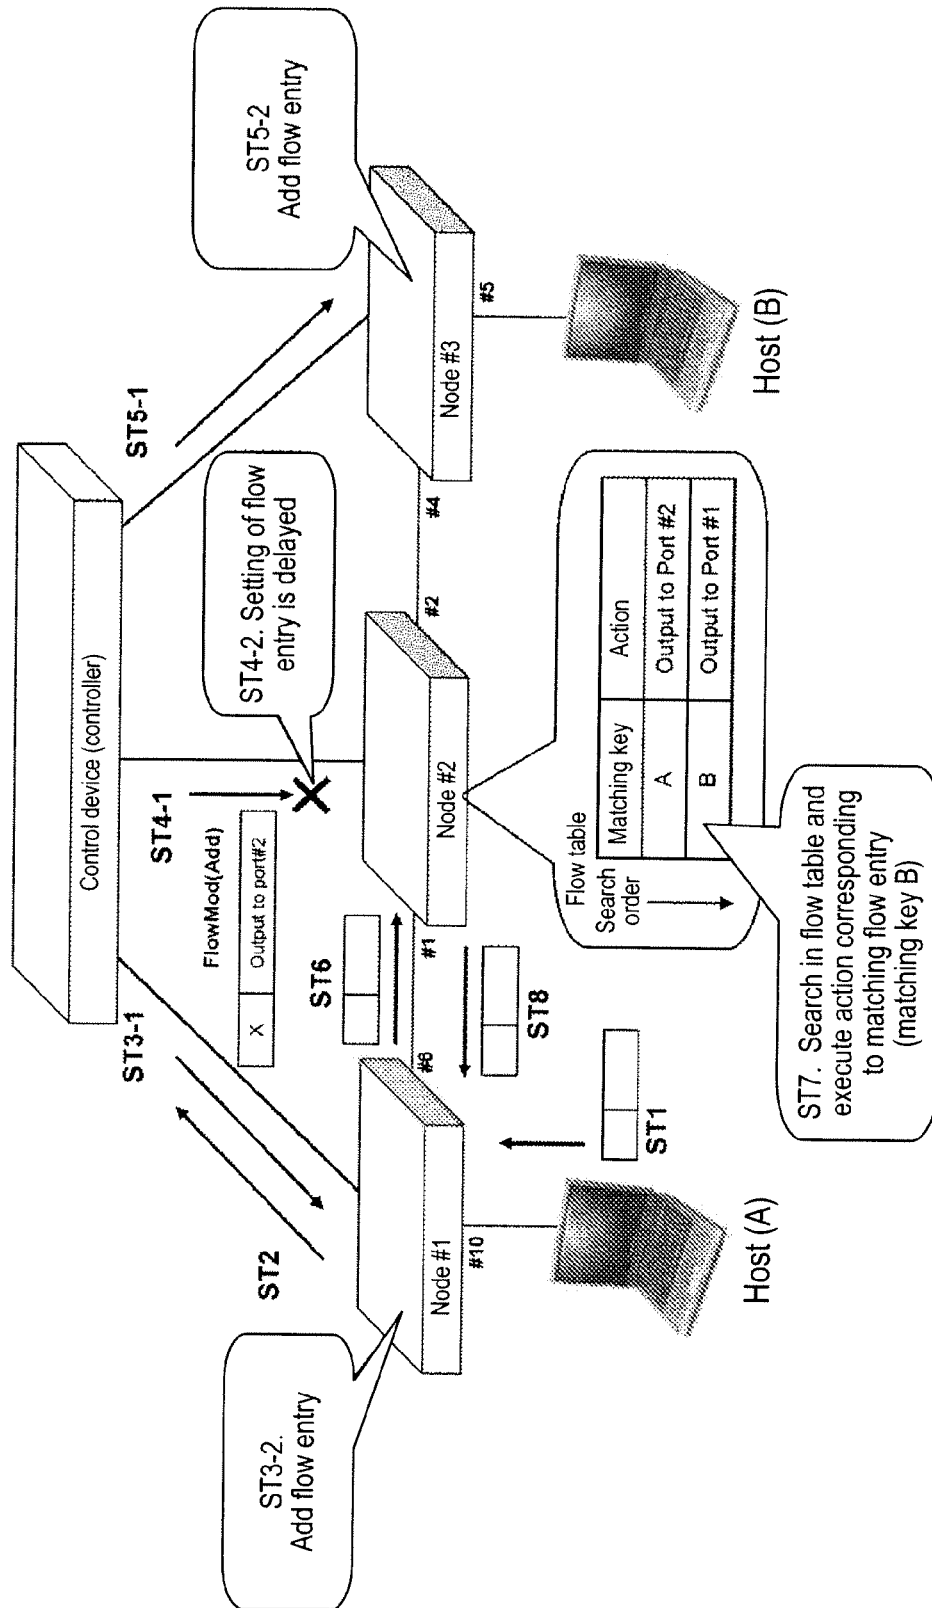 Control device (controller)
ST3-1
ST4-1
ST5-1
ST2
FlowMod(Add)
X
Output to port#2
ST4-2. Setting of flow
entry is delayed
ST3-2.
Add flow entry
ST5-2
Add flow entry
ST6
Node #1
#6
#1
Node #2
#2
#4
Node #3
#10
#5
ST8
ST1
Host (A)
Host (B)
Flow table
Search
order
Matching key
Action
A
Output to Port #2
B
Output to Port #1
ST7. Search in flow table and
execute action corresponding
to matching flow entry
(matching key B)